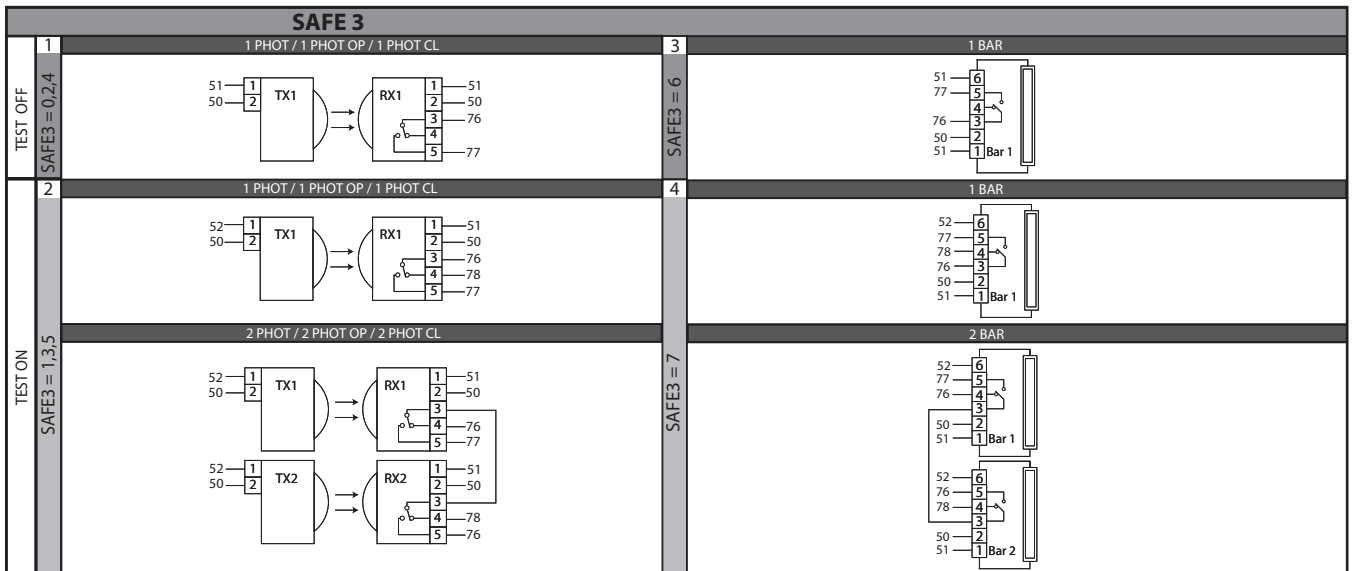 SAFE 3
TEST OFF
1
1 PHOT / 1 PHOT OP / 1 PHOT CL
SAFE3 = 0,2,4
51 1 TX1
50 2
RX1 1 51
2 50
3 76
4
5 77
3
1 BAR
SAFE3 = 6
51 6
77 5
4
76 3
50 2
51 1 Bar 1
TEST ON
2
1 PHOT / 1 PHOT OP / 1 PHOT CL
SAFE3 = 1,3,5
52 1 TX1
50 2
RX1 1 51
2 50
3 76
4 78
5 77
2 PHOT / 2 PHOT OP / 2 PHOT CL
52 1 TX1
50 2
RX1 1 51
2 50
3
4 76
5 77
52 1 TX2
50 2
RX2 1 51
2 50
3
4 78
5 76
4
1 BAR
SAFE3 = 7
52 6
77 5
78 4
76 3
50 2
51 1 Bar 1
2 BAR
52 6
77 5
76 4
3
50 2
51 1 Bar 1
52 6
76 5
78 4
3
50 2
51 1 Bar 2